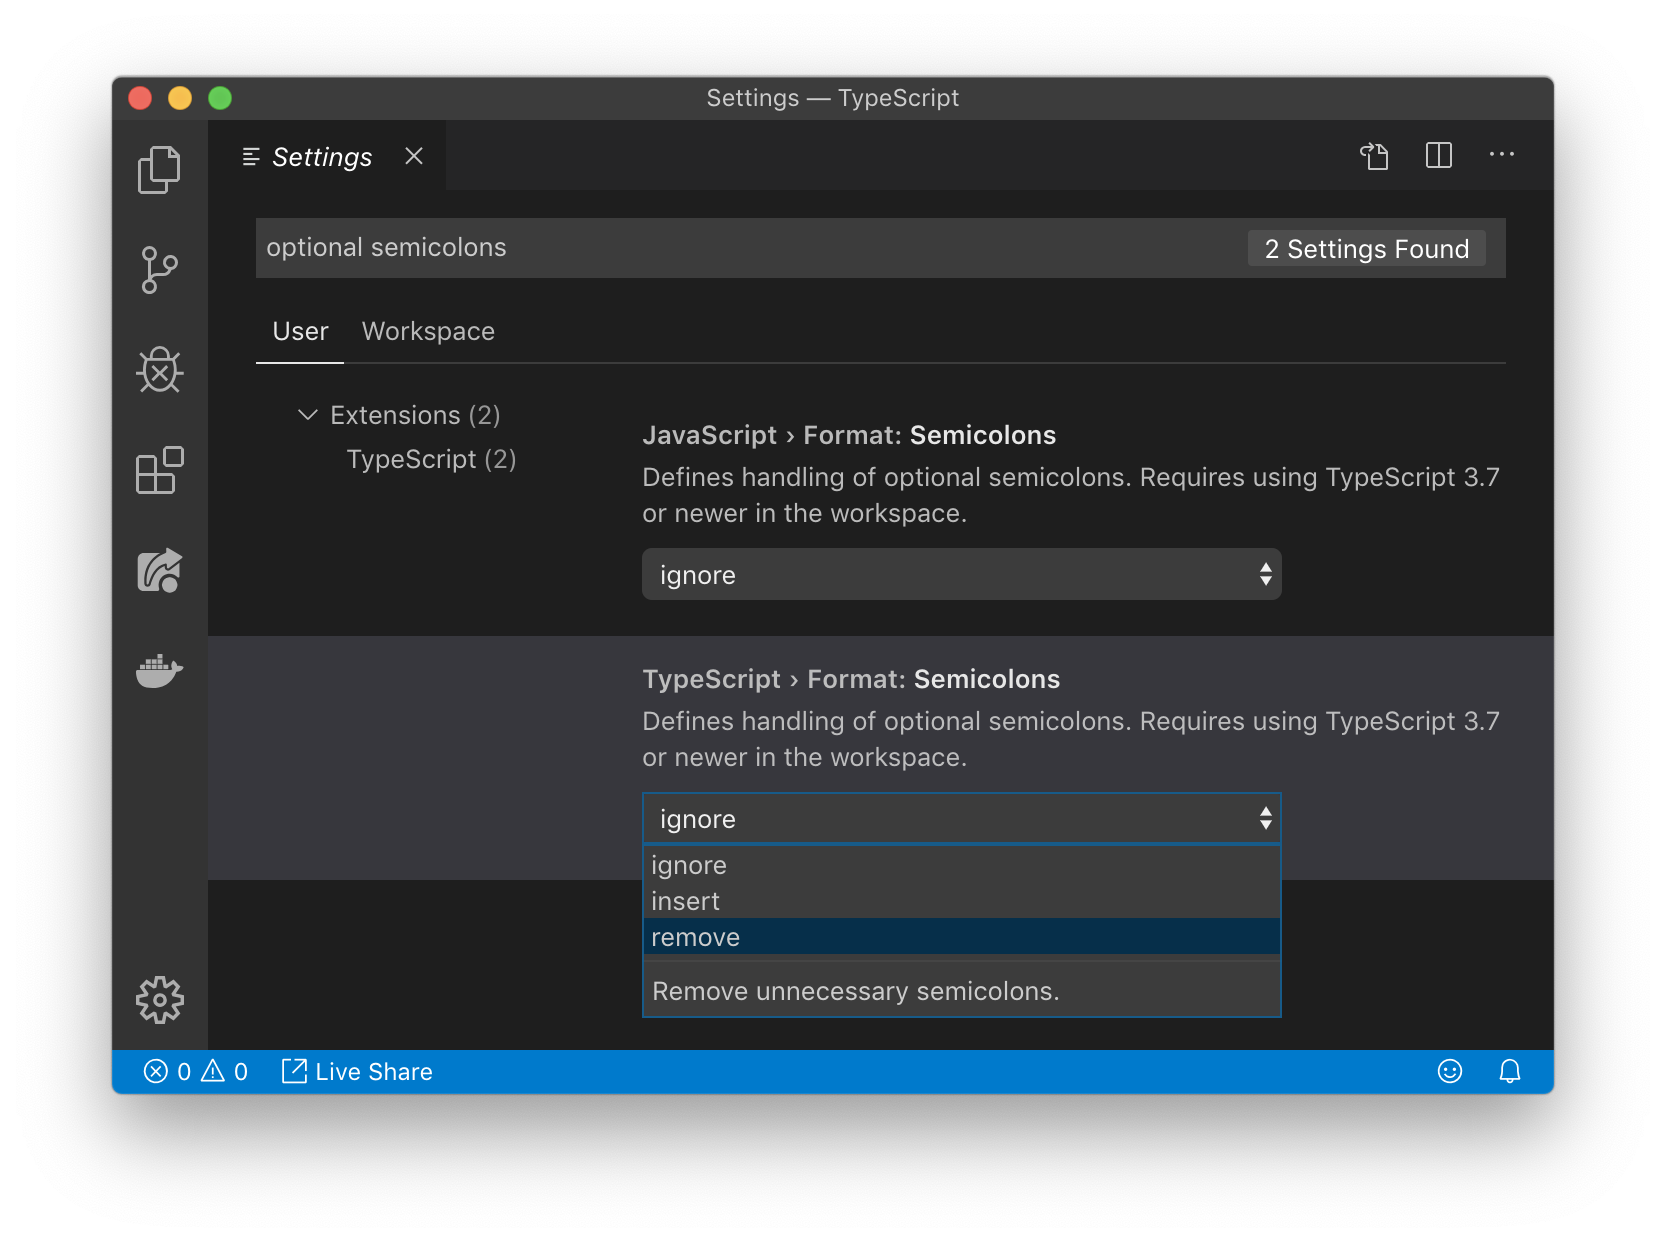 Settings — TypeScript
Settings
optional semicolons
2 Settings Found
User Workspace
Extensions (2)
TypeScript (2)
JavaScript › Format: Semicolons
Defines handling of optional semicolons. Requires using TypeScript 3.7
or newer in the workspace.
ignore
TypeScript › Format: Semicolons
Defines handling of optional semicolons. Requires using TypeScript 3.7
or newer in the workspace.
ignore
ignore
insert
remove
Remove unnecessary semicolons.
0 0 Live Share